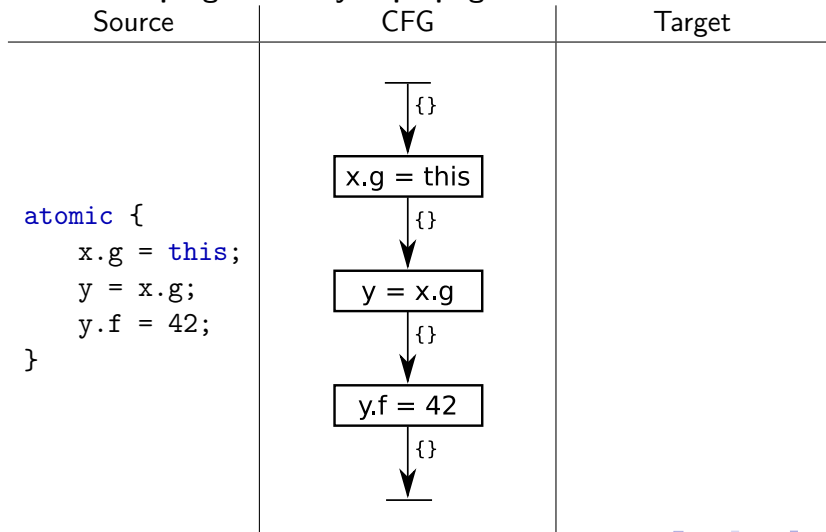 Source CFG Target
atomic {
x.g = this;
y = x.g;
y.f = 42;
}
{}
x.g = this
{}
y = x.g
{}
y.f = 42
{}